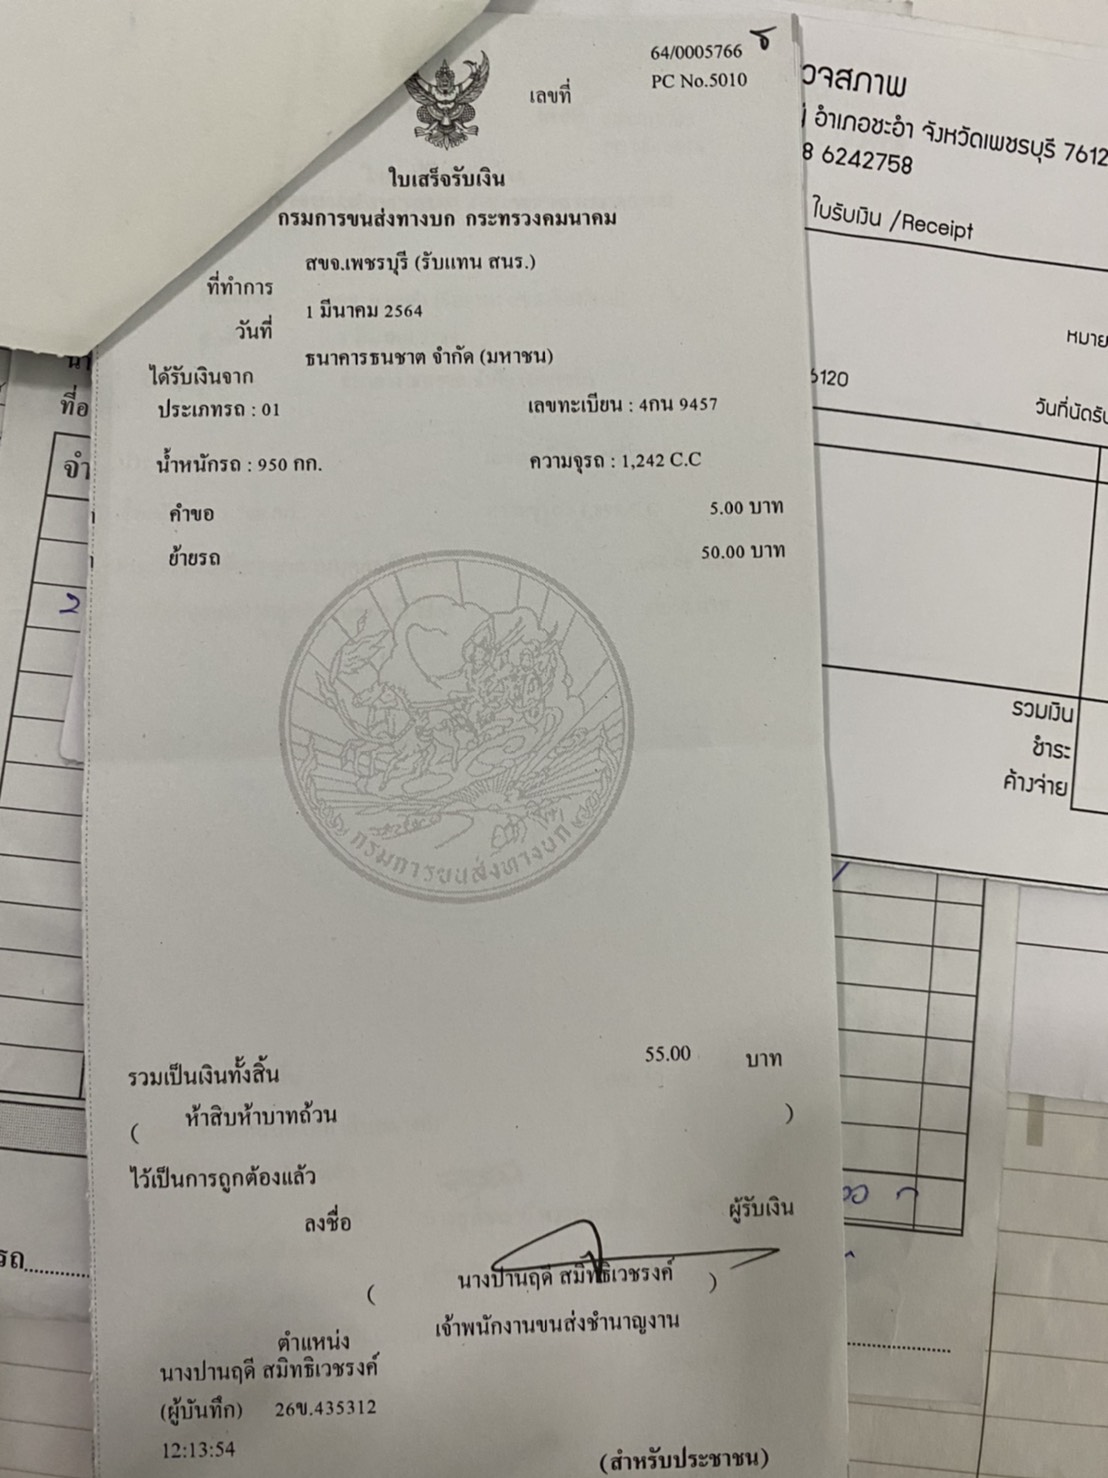 64/0005766
เลขที่ PC No.5010
ใบเสร็จรับเงิน
กรมการขนส่งทางบก กระทรวงคมนาคม
ที่ทำการ สขจ.เพชรบุรี (รับแทน สนร.)
วันที่ 1 มีนาคม 2564
ได้รับเงินจาก ธนาคารธนชาต จำกัด (มหาชน)
ประเภทรถ : 01 เลขทะเบียน : 4กน 9457
น้ำหนักรถ : 950 กก. ความจุรถ : 1,242 C.C
คำขอ 5.00 บาท
ย้ายรถ 50.00 บาท
กรมการขนส่งทางบก
รวมเป็นเงินทั้งสิ้น 55.00 บาท
( ห้าสิบห้าบาทถ้วน )
ไว้เป็นการถูกต้องแล้ว
ลงชื่อ ผู้รับเงิน
( นางปานฤดี สมิทธิเวชรงค์ )
ตำแหน่ง เจ้าพนักงานขนส่งชำนาญงาน
นางปานฤดี สมิทธิเวชรงค์
(ผู้บันทึก) 26ข.435312
12:13:54
(สำหรับประชาชน)
วจสภาพ
อำเภอชะอำ จังหวัดเพชรบุรี 7612
8 6242758
ใบรับเงิน /Receipt
หมาย
6120
วันที่นัดรับ
รวมเงิน
ชำระ
ค้างจ่าย
ที่อ
จำ
2
รถ